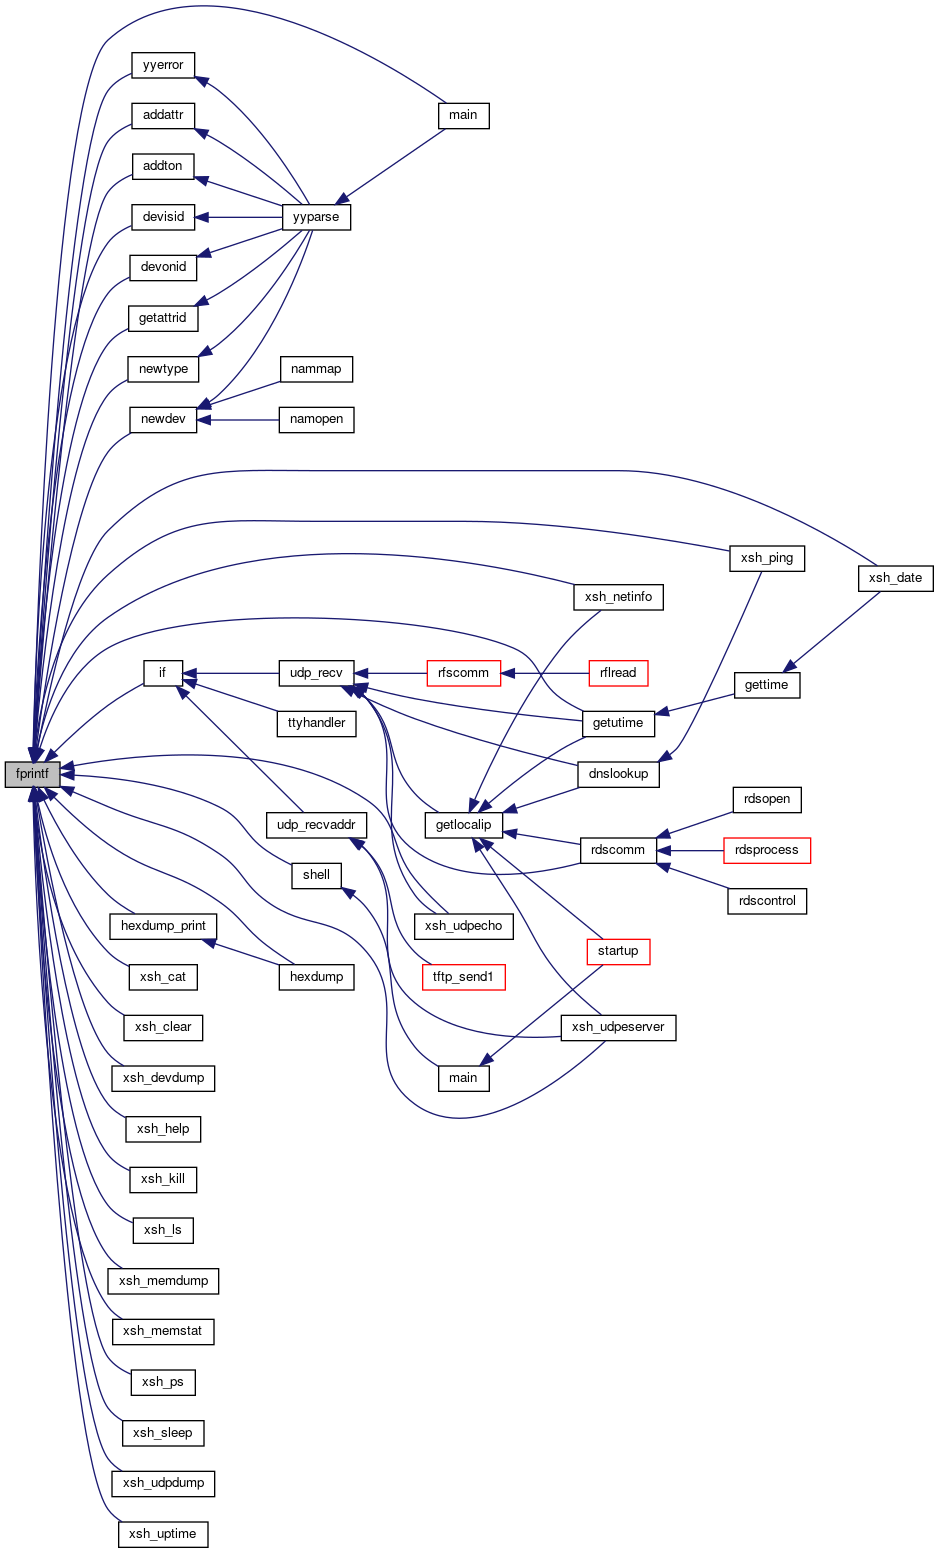 yyerror
main
addattr
addton
devisid
yyparse
devonid
getattrid
newtype
nammap
newdev
namopen
xsh_ping
xsh_date
xsh_netinfo
if
udp_recv
rfscomm
rflread
gettime
ttyhandler
getutime
fprintf
dnslookup
rdsopen
udp_recvaddr
getlocalip
rdscomm
rdsprocess
shell
rdscontrol
hexdump_print
xsh_udpecho
startup
xsh_cat
hexdump
tftp_send1
xsh_clear
xsh_udpeserver
xsh_devdump
main
xsh_help
xsh_kill
xsh_ls
xsh_memdump
xsh_memstat
xsh_ps
xsh_sleep
xsh_udpdump
xsh_uptime